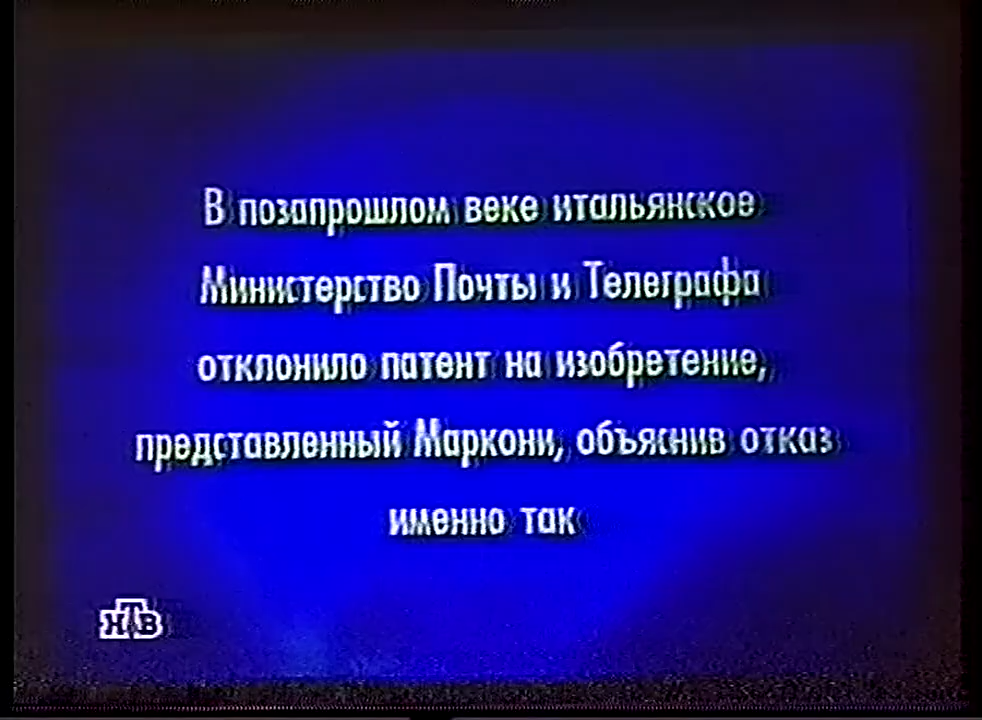 В позапрошлом веке итальянское
Министерство Почты и Телеграфа
отклонило патент на изобретение,
представленный Маркони, объяснив отказ
именно так
НТВ